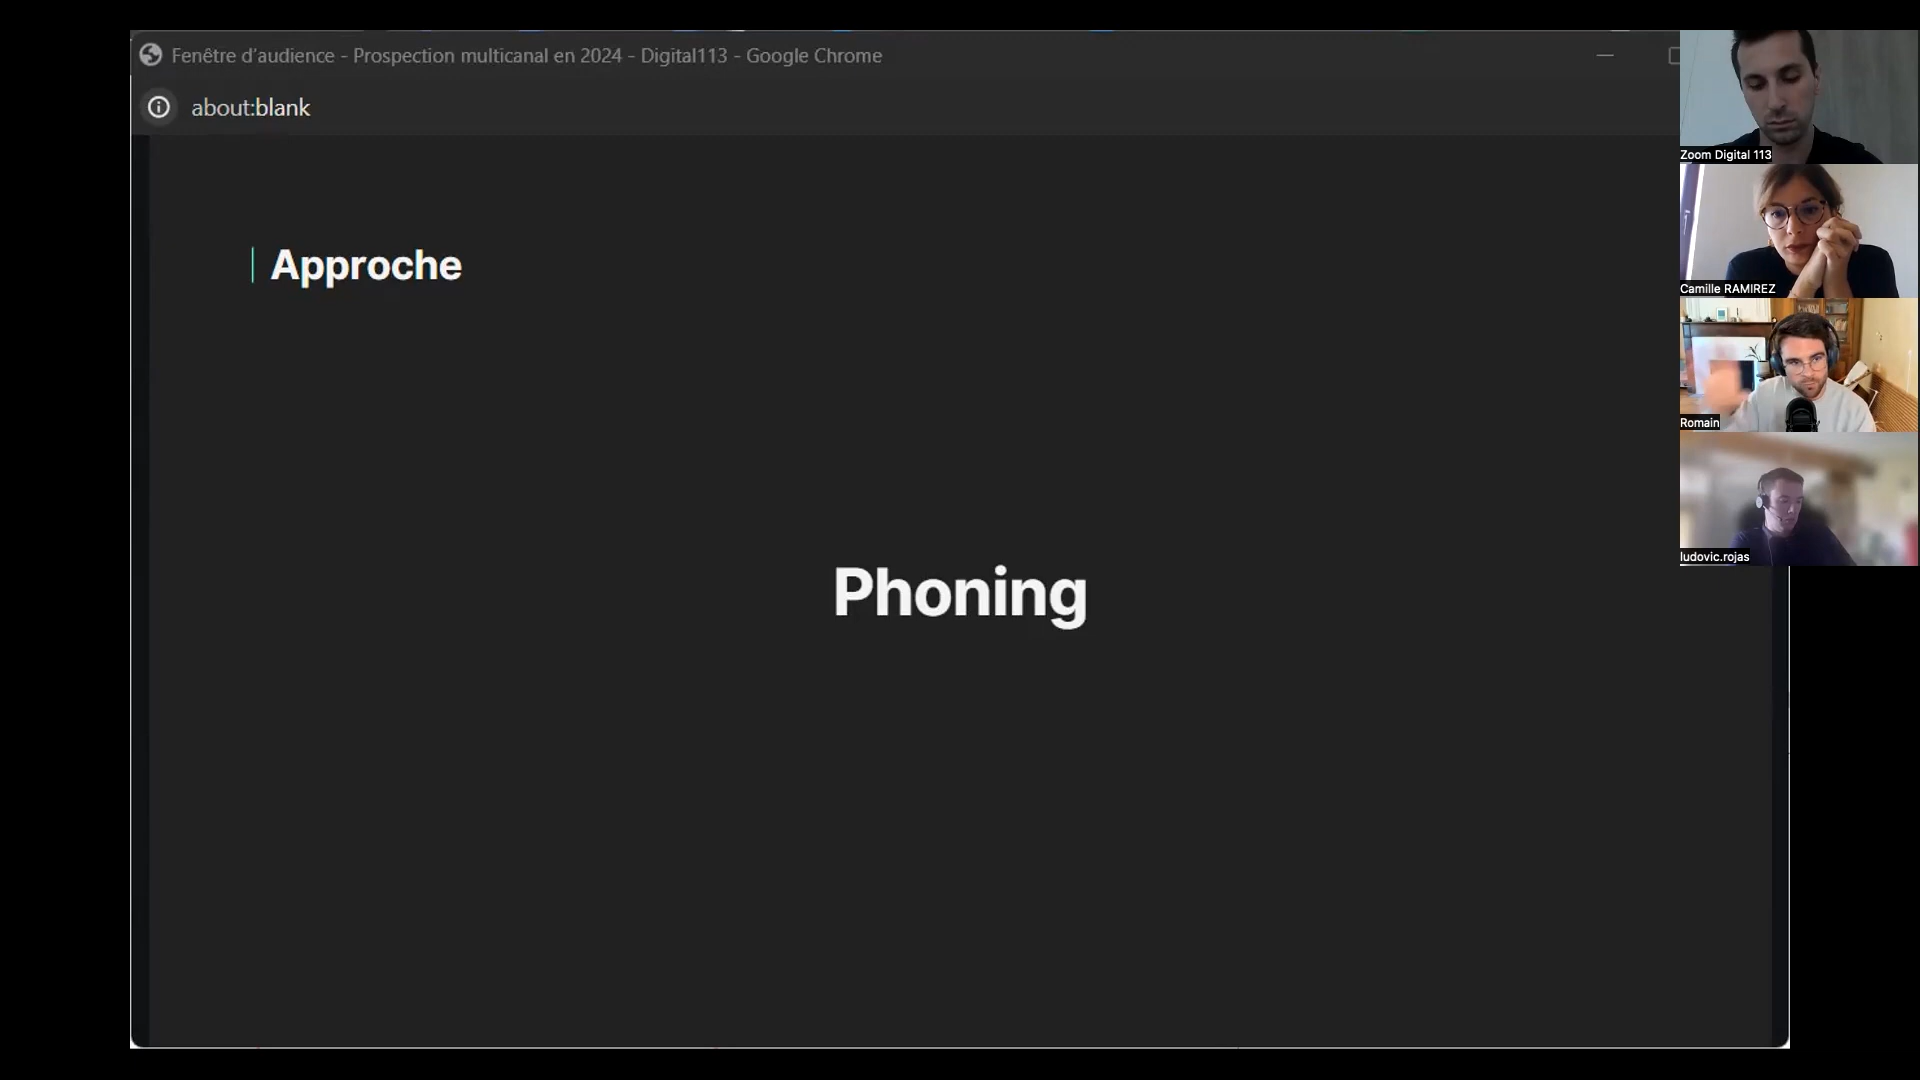 Fenêtre d'audience - Prospection multicanal en 2024 - Digital113 - Google Chrome
about:blank
Approche
Phoning
Zoom Digital 113
Camille RAMIREZ
Romain
ludovic.rojas